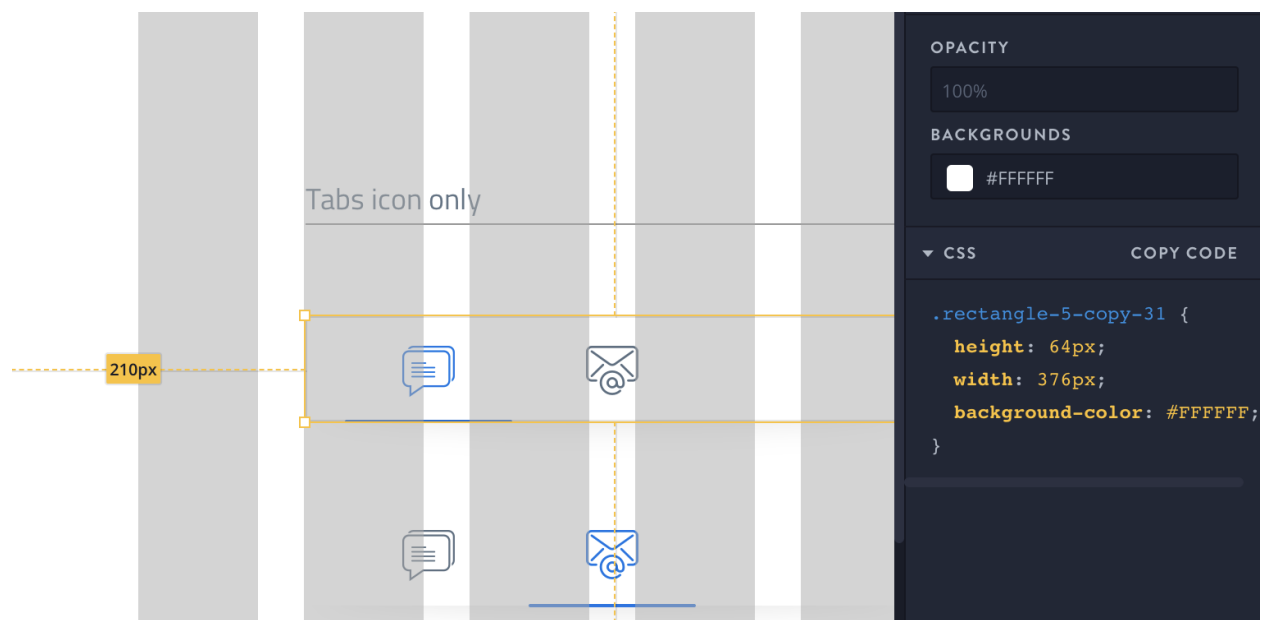 OPACITY
100%
BACKGROUNDS
#FFFFFF
Tabs icon only
CSS COPY CODE
.rectangle-5-copy-31 {
height: 64px;
width: 376px;
background-color: #FFFFFF;
}
210px
@
@